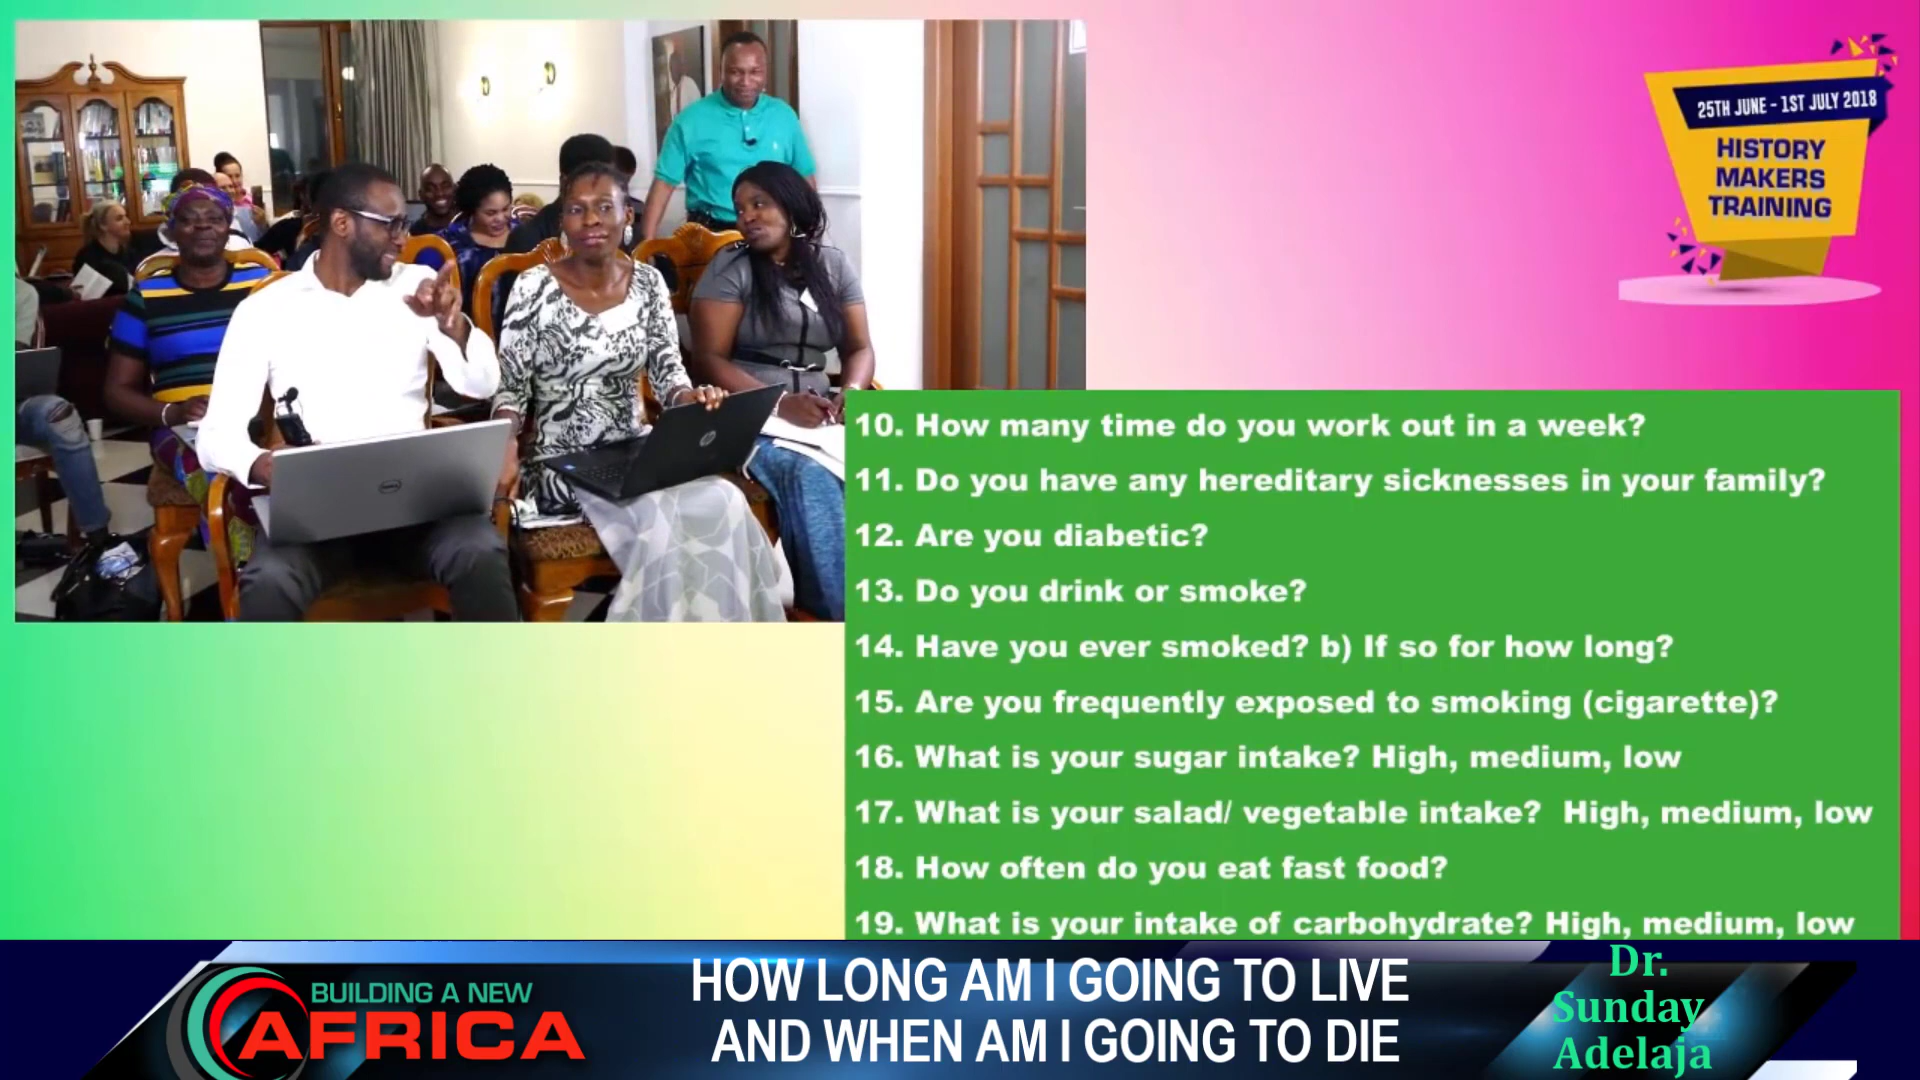 25TH JUNE - 1ST JULY 2018
HISTORY
MAKERS
TRAINING
10. How many time do you work out in a week?
11. Do you have any hereditary sicknesses in your family?
12. Are you diabetic?
13. Do you drink or smoke?
14. Have you ever smoked? b) If so for how long?
15. Are you frequently exposed to smoking (cigarette)?
16. What is your sugar intake? High, medium, low
17. What is your salad/ vegetable intake? High, medium, low
18. How often do you eat fast food?
19. What is your intake of carbohydrate? High, medium, low
BUILDING A NEW
AFRICA
HOW LONG AM I GOING TO LIVE
AND WHEN AM I GOING TO DIE
Dr.
Sunday
Adelaja